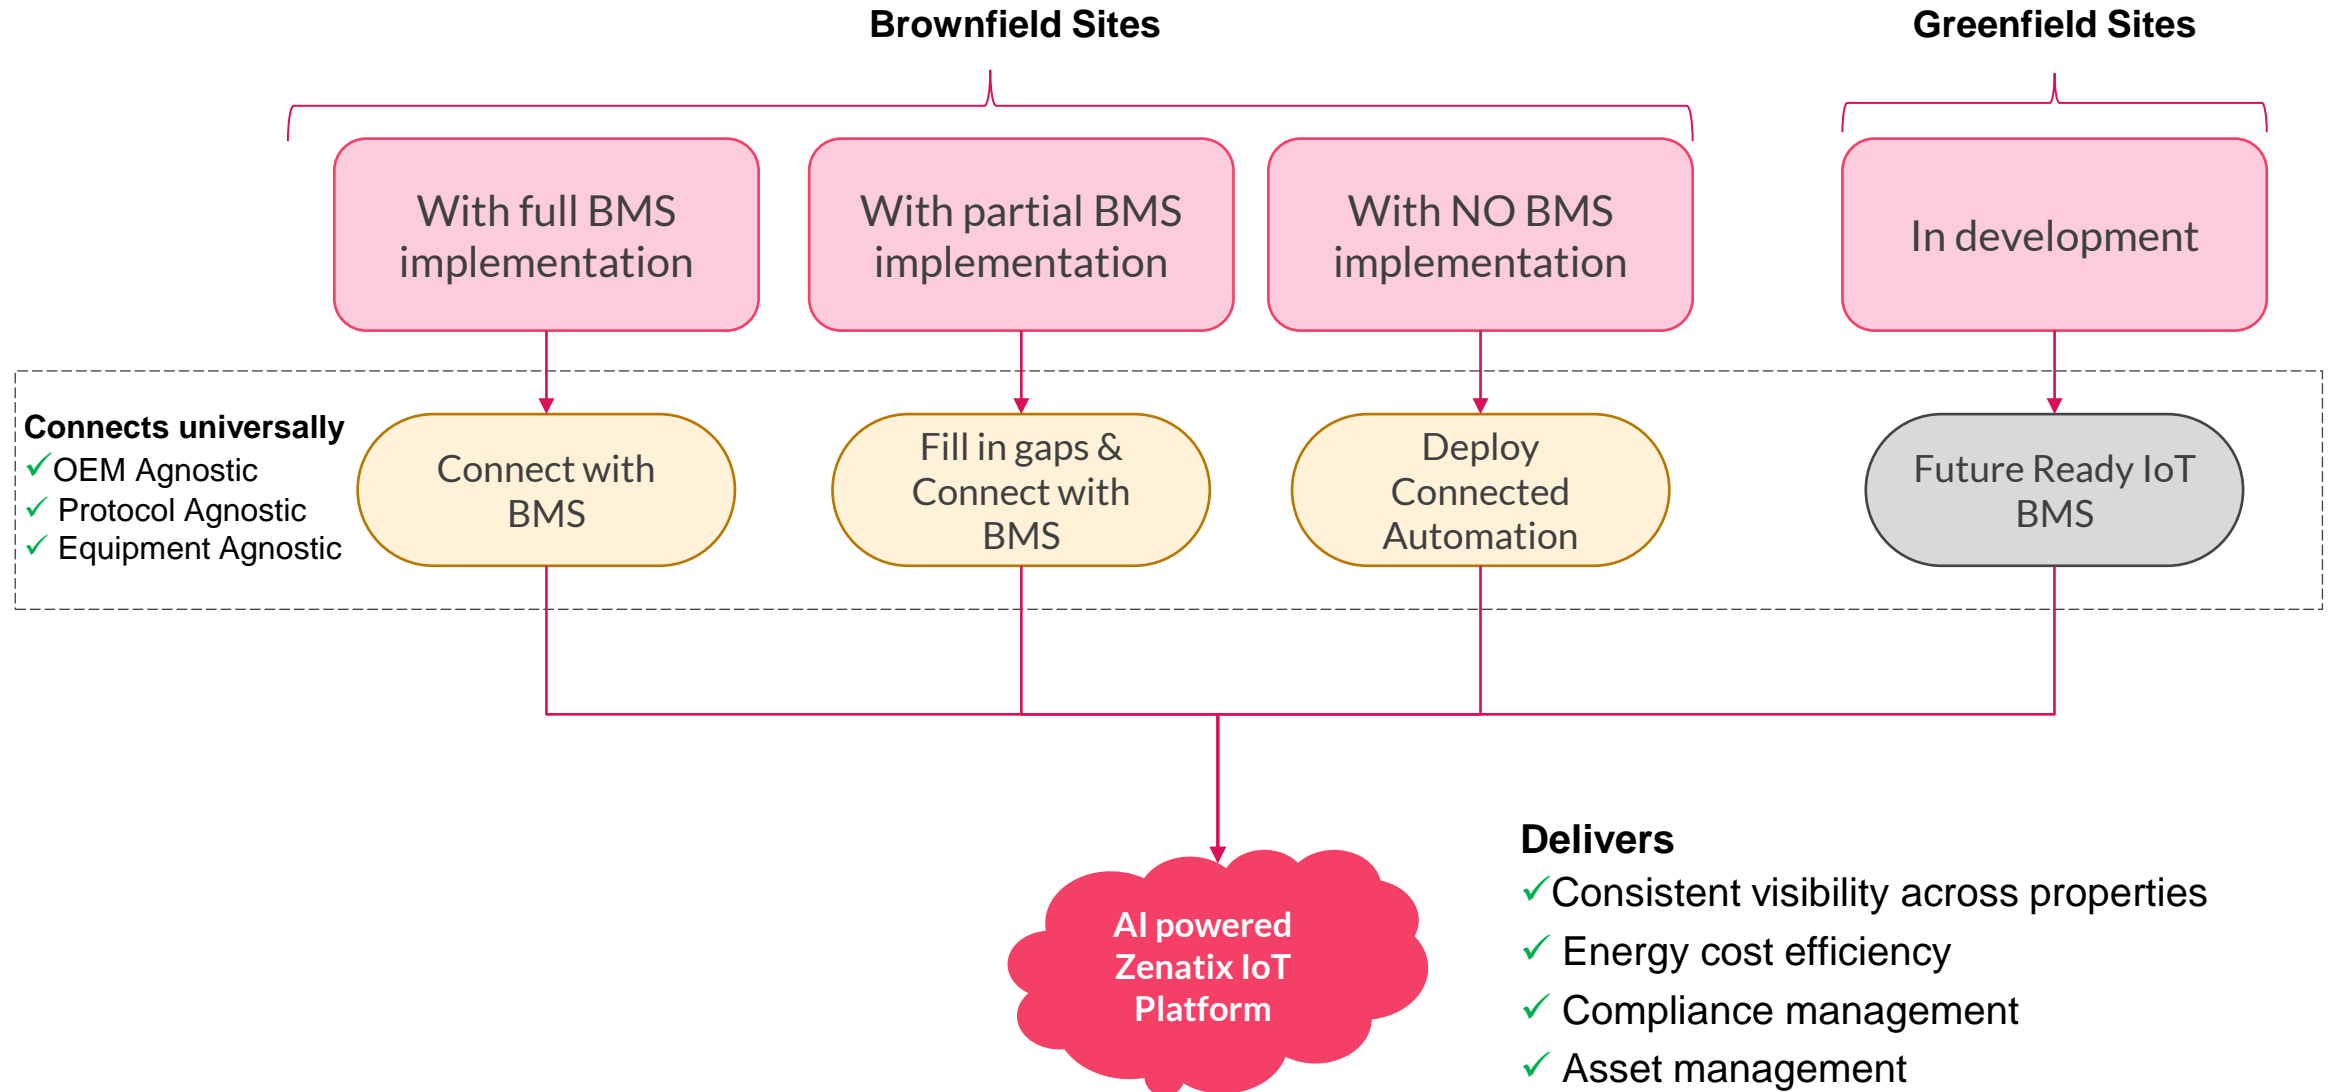 Brownfield Sites
Greenfield Sites
With full BMS
implementation
With partial BMS
implementation
With NO BMS
implementation
In development
Connects universally
OEM Agnostic
Protocol Agnostic
Equipment Agnostic
Connect with
BMS
Fill in gaps &
Connect with
BMS
Deploy
Connected
Automation
Future Ready IoT
BMS
AI powered
Zenatix IoT
Platform
Delivers
Consistent visibility across properties
Energy cost efficiency
Compliance management
Asset management